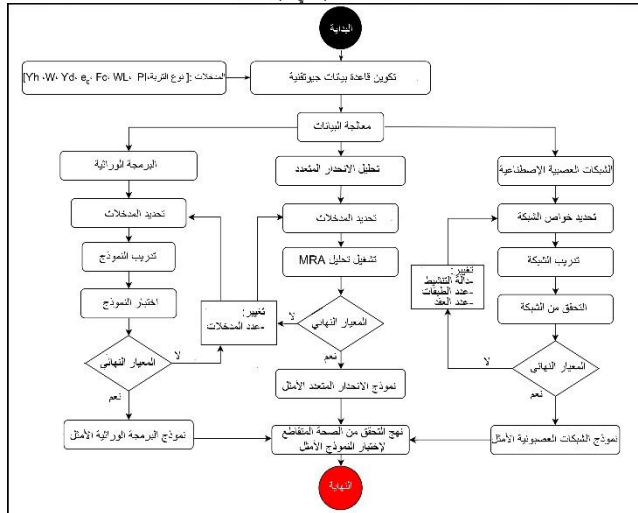 البداية
تكوين قاعدة بيانات جيوتقنية
المدخلات :[ نوع التربة، Yh ،W، Yd، e˳، Fc، WL، PI]
معالجة البيانات
البرمجة الوراثية
تحديد المدخلات
تدريب النموذج
اختبار النموذج
المعيار النهائي
لا
نعم
نموذج البرمجة الوراثية الأمثل
تحليل الانحدار المتعدد
تحديد المدخلات
تشغيل تحليل MRA
المعيار النهائي
لا
تغيير:
-عدد المدخلات
نعم
نموذج الانحدار المتعدد الأمثل
الشبكات العصبية الإصطناعية
تحديد خواص الشبكة
تدريب الشبكة
التحقق من الشبكة
المعيار النهائي
لا
تغيير:
-دالة التنشيط
-عدد الطبقات
-عدد العقد
نعم
نموذج الشبكات العصبونية الأمثل
نهج التحقق من الصحة المتقاطع
لإختبار النموذج الأمثل
النهاية